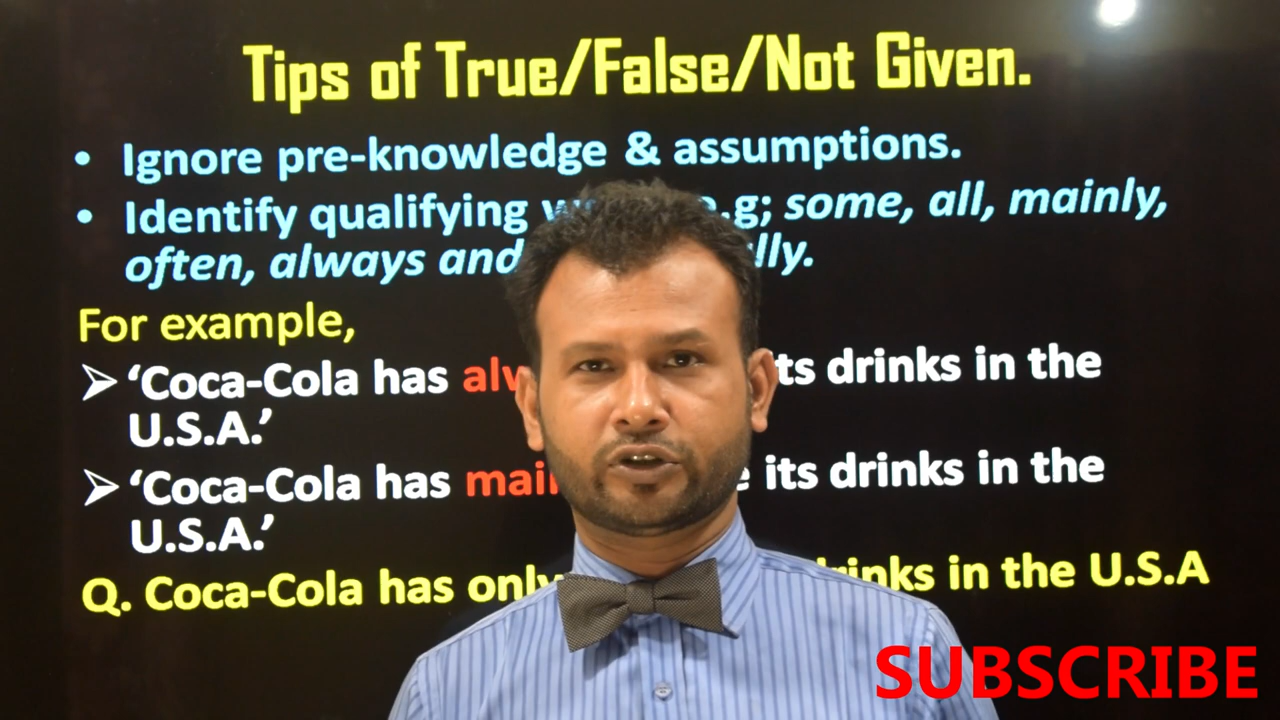 Tips of True/False/Not Given.
• Ignore pre-knowledge & assumptions.
• Identify qualifying e.g; some, all, mainly,
often, always and
For example,
➢ ‘Coca-Cola has its drinks in the
U.S.A.’
➢ ‘Coca-Cola has its drinks in the
U.S.A.’
Q. Coca-Cola has only drinks in the U.S.A
SUBSCRIBE